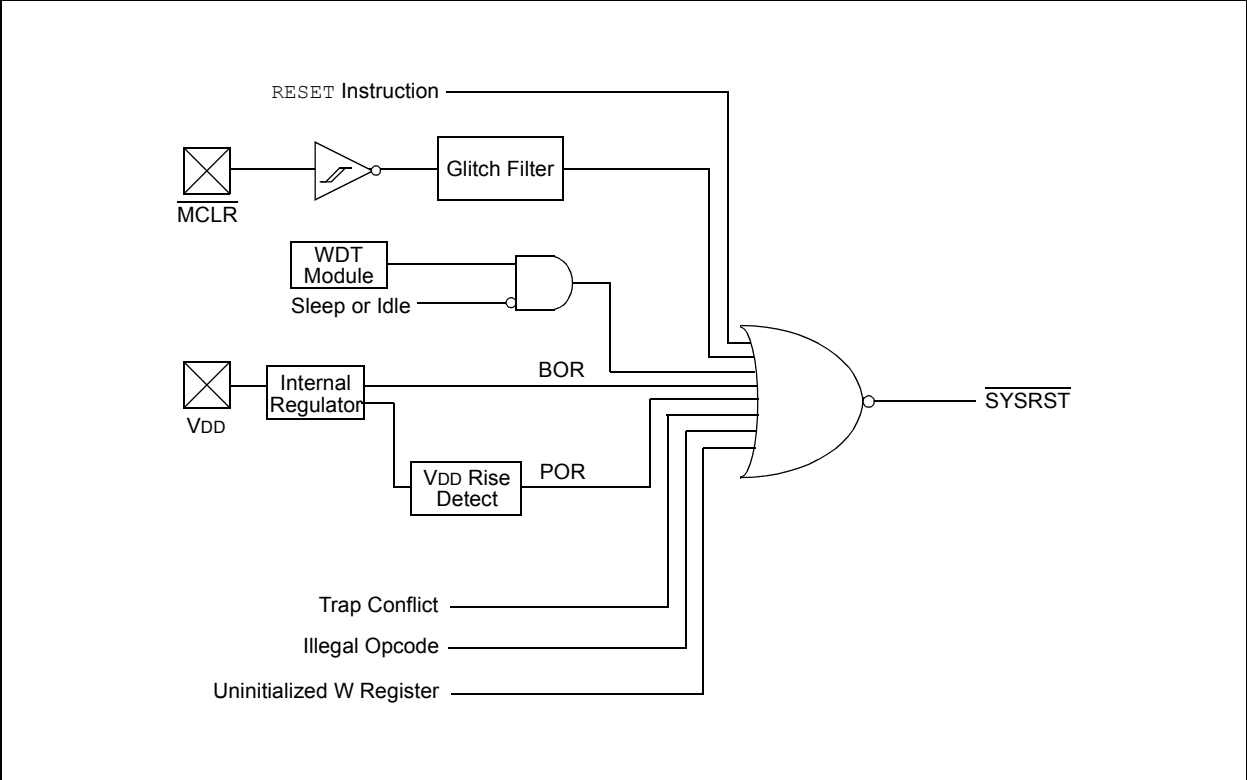 RESET Instruction
Glitch Filter
MCLR
WDT
Module
Sleep or Idle
BOR
Internal
Regulator
SYSRST
VDD
VDD Rise
Detect
POR
Trap Conflict
Illegal Opcode
Uninitialized W Register